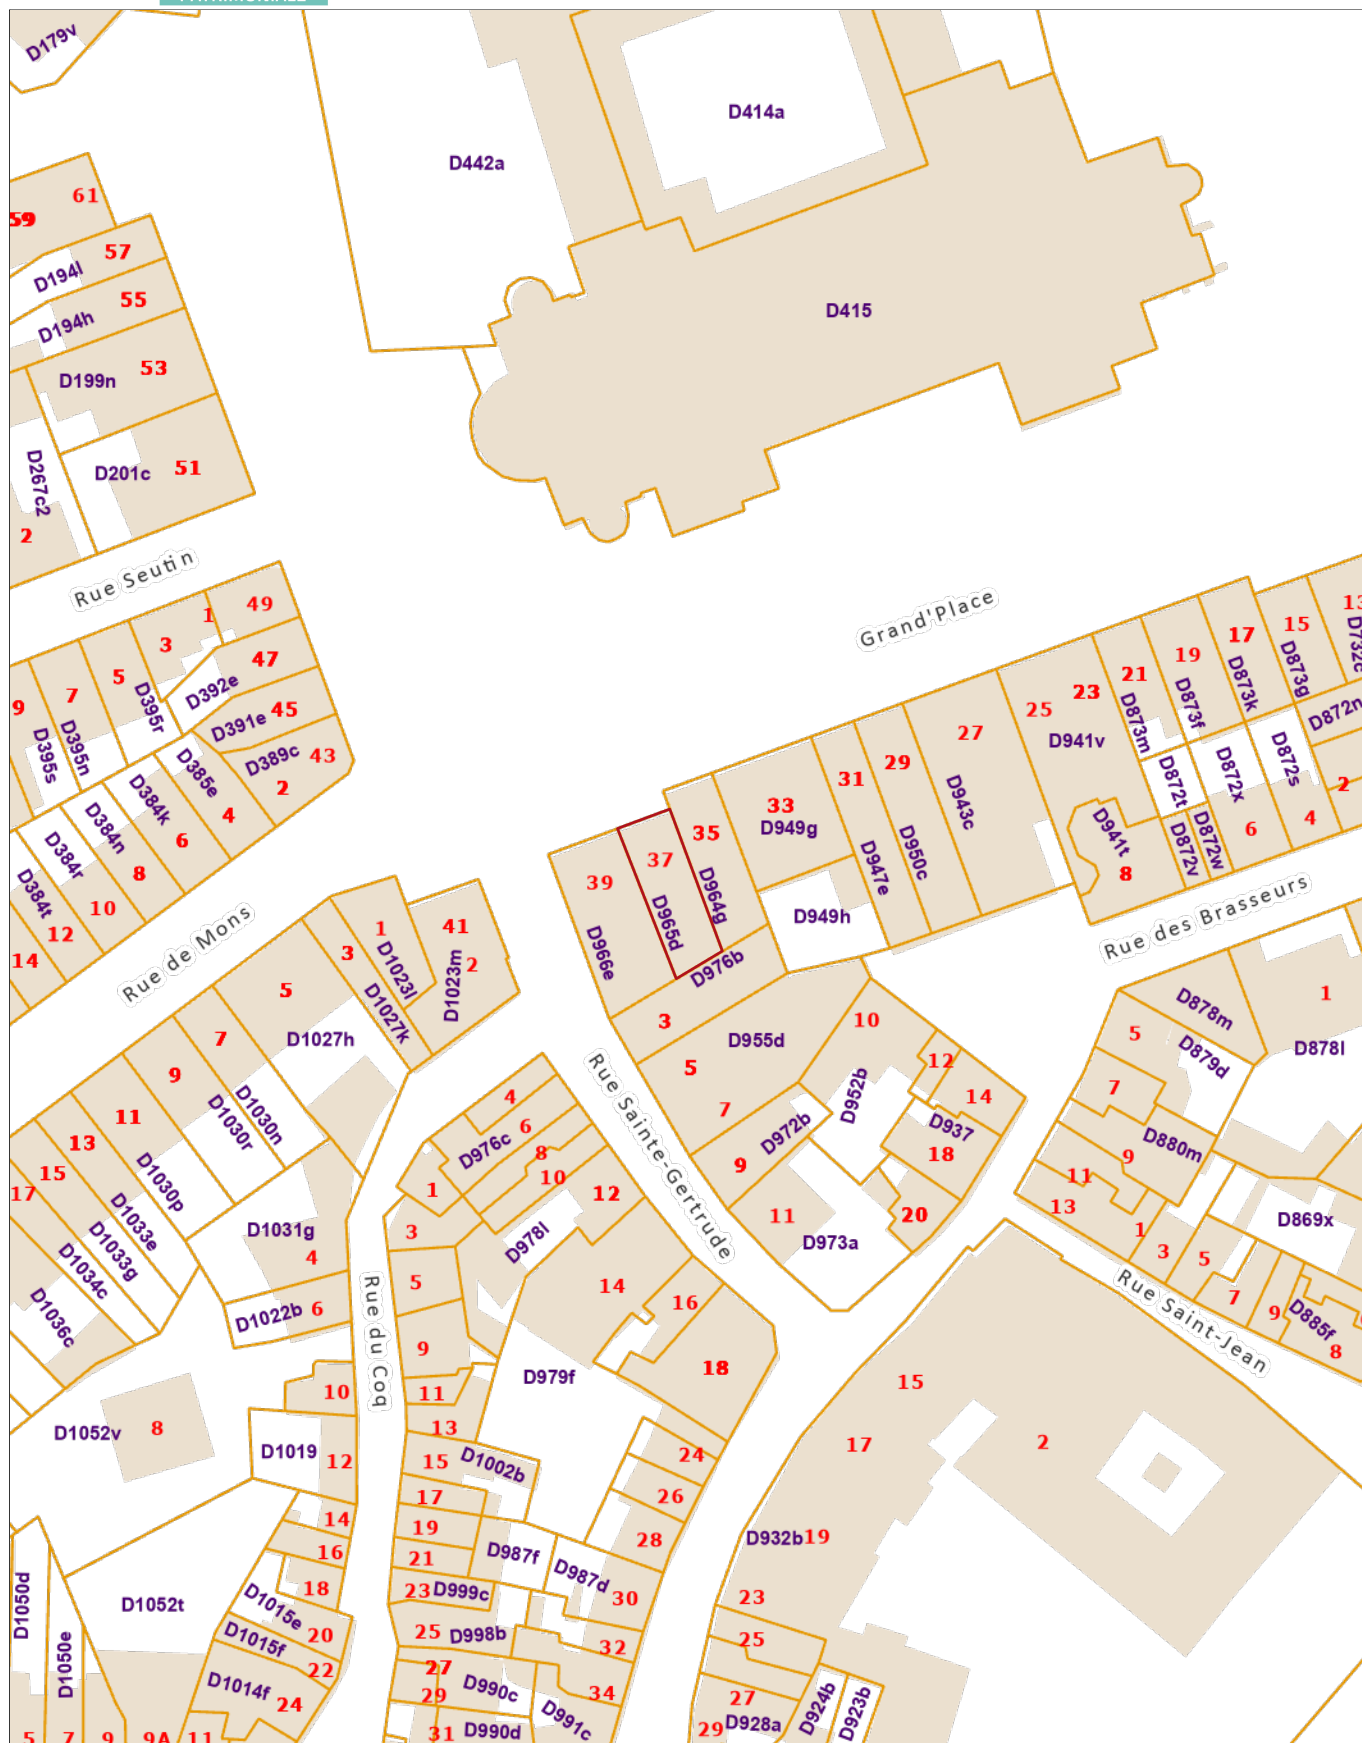 D179v
D414a
D442a
61
59
57
D194l
55
D194h
D415
53
D199n
51
D201c
D267c2
2
Rue Seutin
49
1
3
47
5
D392e
7
9
D395r
D391e
45
D395n
D395s
D389c
43
D385e
2
D384k
4
D384n
6
D384r
8
D384t
10
12
14
Rue de Mons
Grand'Place
13
D732c
15
17
D873g
19
D873k
21
D873f
23
25
D873m
D941v
D872n
D872s
D872x
D872t
2
27
29
31
33
D943c
D949g
35
D950c
D947e
37
39
D964g
D965d
D966e
D949h
D976b
D941t
8
D872v
D872w
6
4
Rue des Brasseurs
1
3
41
2
D1023l
D1023m
D1027k
5
D1027h
7
9
D1030n
D1030r
11
13
15
17
D1030p
D1033e
D1033g
D1034c
D1036c
D1031g
4
D1022b
6
3
D955d
5
7
10
12
14
D952b
D972b
D937
9
18
11
20
D973a
Rue Sainte-Gertrude
D878m
1
5
D879d
D878l
7
D880m
9
11
13
1
3
D869x
5
7
9
D885f
8
Rue Saint-Jean
4
6
D976c
8
10
12
1
3
D978l
14
5
16
9
18
D979f
11
13
15
D1002b
24
17
26
19
28
21
D987f
D987d
23
D999c
30
25
D998b
32
27
D990c
29
34
D991c
31
D990d
Rue du Coq
D1052v
8
10
D1019
12
14
16
18
D1015e
20
D1015f
22
D1014f
24
D1052t
D1050d
D1050e
5
7
9
9A
11
15
17
2
D932b
19
23
25
27
29
D928a
D924b
D923b